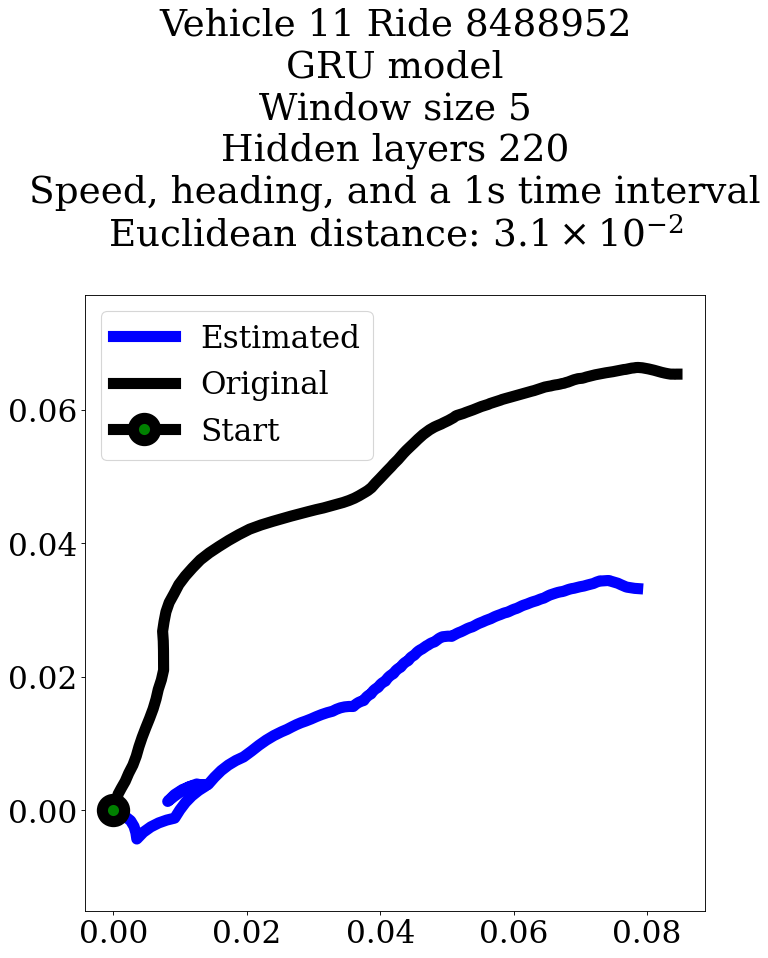 Vehicle 11 Ride 8488952
GRU model
Window size 5
Hidden layers 220
Speed, heading, and a 1s time interval
Euclidean distance: 3.1 × 10⁻²
Estimated
Original
Start
0.06
0.04
0.02
0.00
0.00 0.02 0.04 0.06 0.08